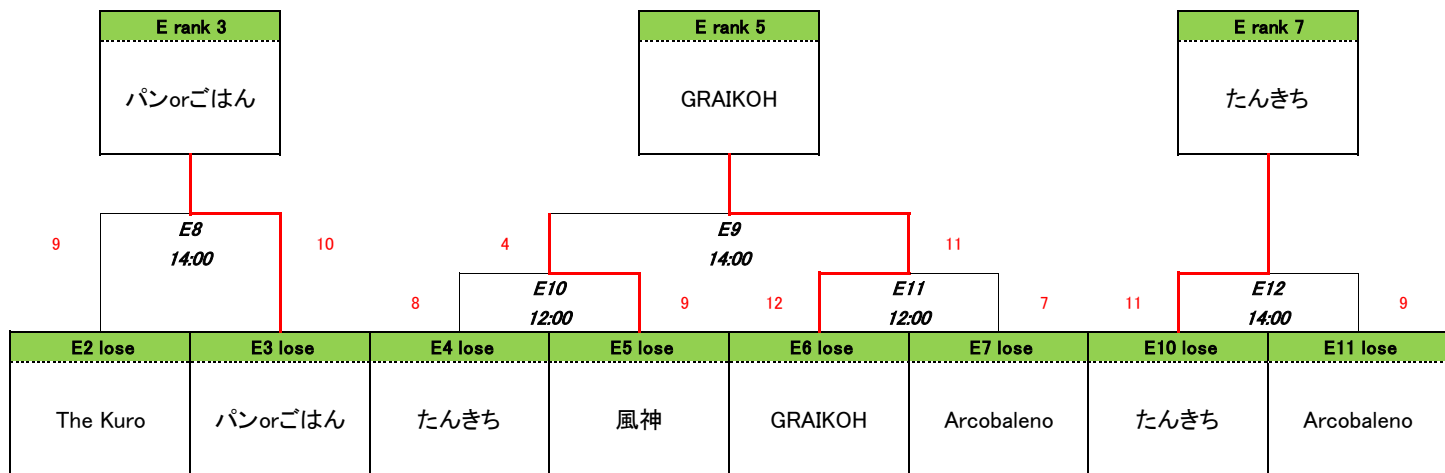 E rank 3
E rank 5
E rank 7
パンorごはん
GRAIKOH
たんきち
9
E8
14:00
10
4
E9
14:00
11
8
E10
12:00
9
12
E11
12:00
7
11
E12
14:00
9
E2 lose
E3 lose
E4 lose
E5 lose
E6 lose
E7 lose
E10 lose
E11 lose
The Kuro
パンorごはん
たんきち
風神
GRAIKOH
Arcobaleno
たんきち
Arcobaleno